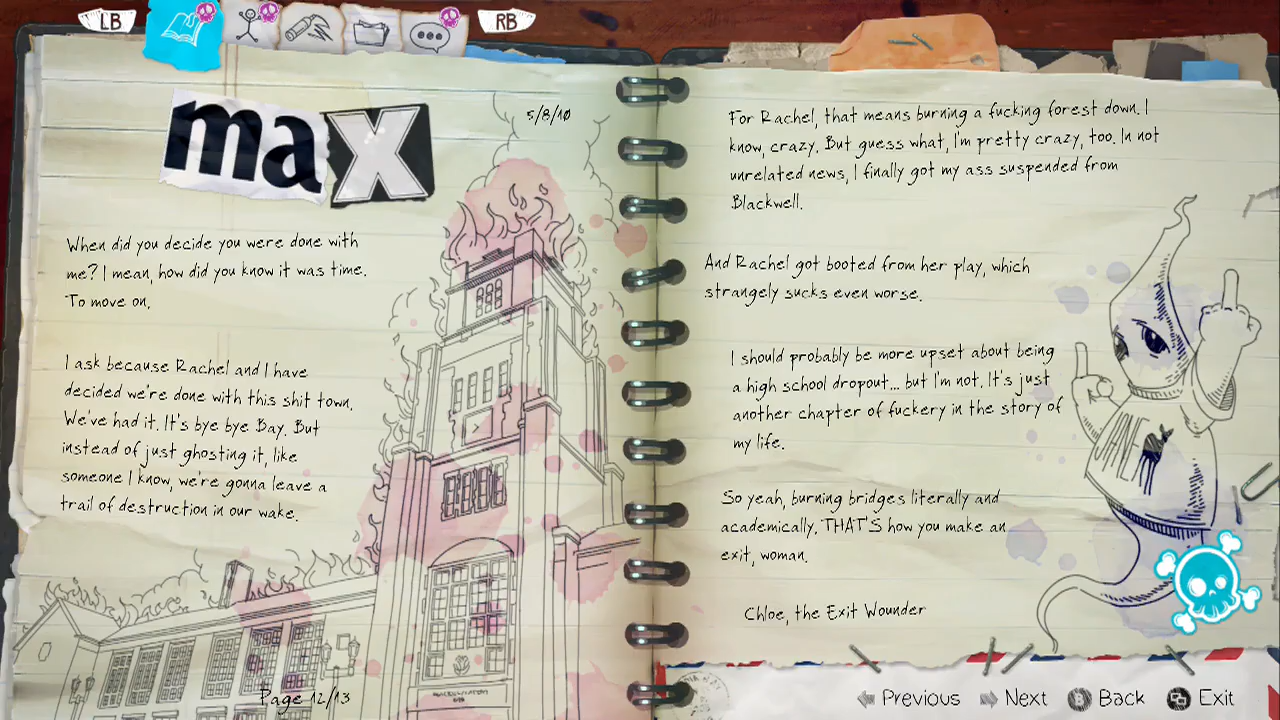 LB
RB
max
5/8/10
When did you decide you were done with
me? I mean, how did you know it was time.
To move on.
I ask because Rachel and I have
decided we're done with this shit town.
We've had it. It's bye bye Bay. But
instead of just ghosting it, like
someone I know, we're gonna leave a
trail of destruction in our wake.
Page 12/13
For Rachel, that means burning a fucking forest down. I
know, crazy. But guess what, I'm pretty crazy, too. In not
unrelated news, I finally got my ass suspended from
Blackwell.
And Rachel got booted from her play, which
strangely sucks even worse.
I should probably be more upset about being
a high school dropout... but I'm not. It's just
another chapter of fuckery in the story of
my life.
So yeah, burning bridges literally and
academically. THAT'S how you make an
exit, woman.
Chloe, the Exit Wounder
Previous
Next
B
Back
Exit